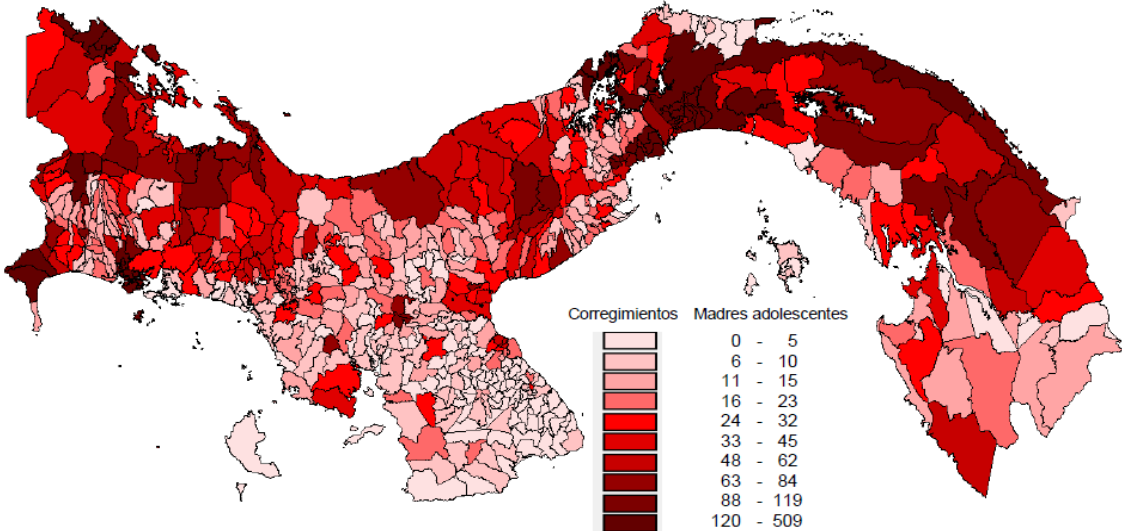 Corregimientos Madres adolescentes
0 - 5
6 - 10
11 - 15
16 - 23
24 - 32
33 - 45
48 - 62
63 - 84
88 - 119
120 - 509